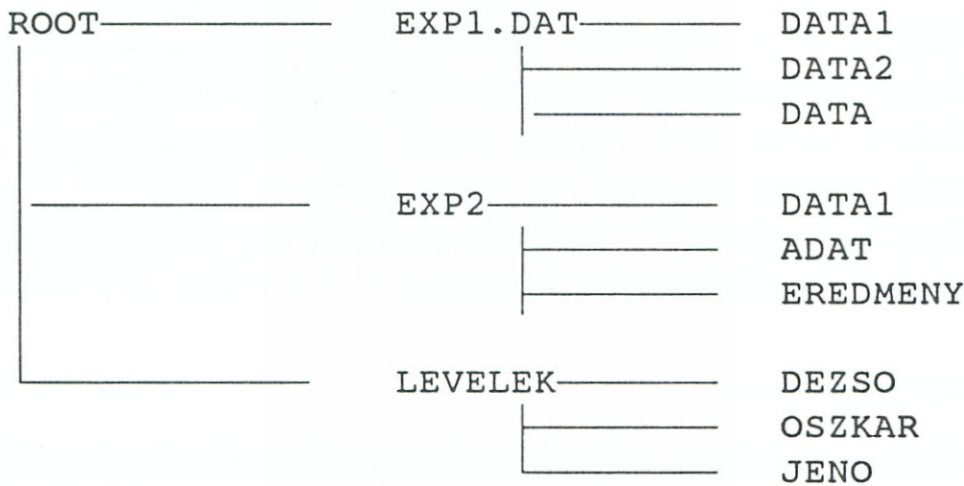 ROOT EXP1.DAT DATA1
DATA2
DATA
EXP2 DATA1
ADAT
EREDMENY
LEVELEK DEZSO
OSZKAR
JENO